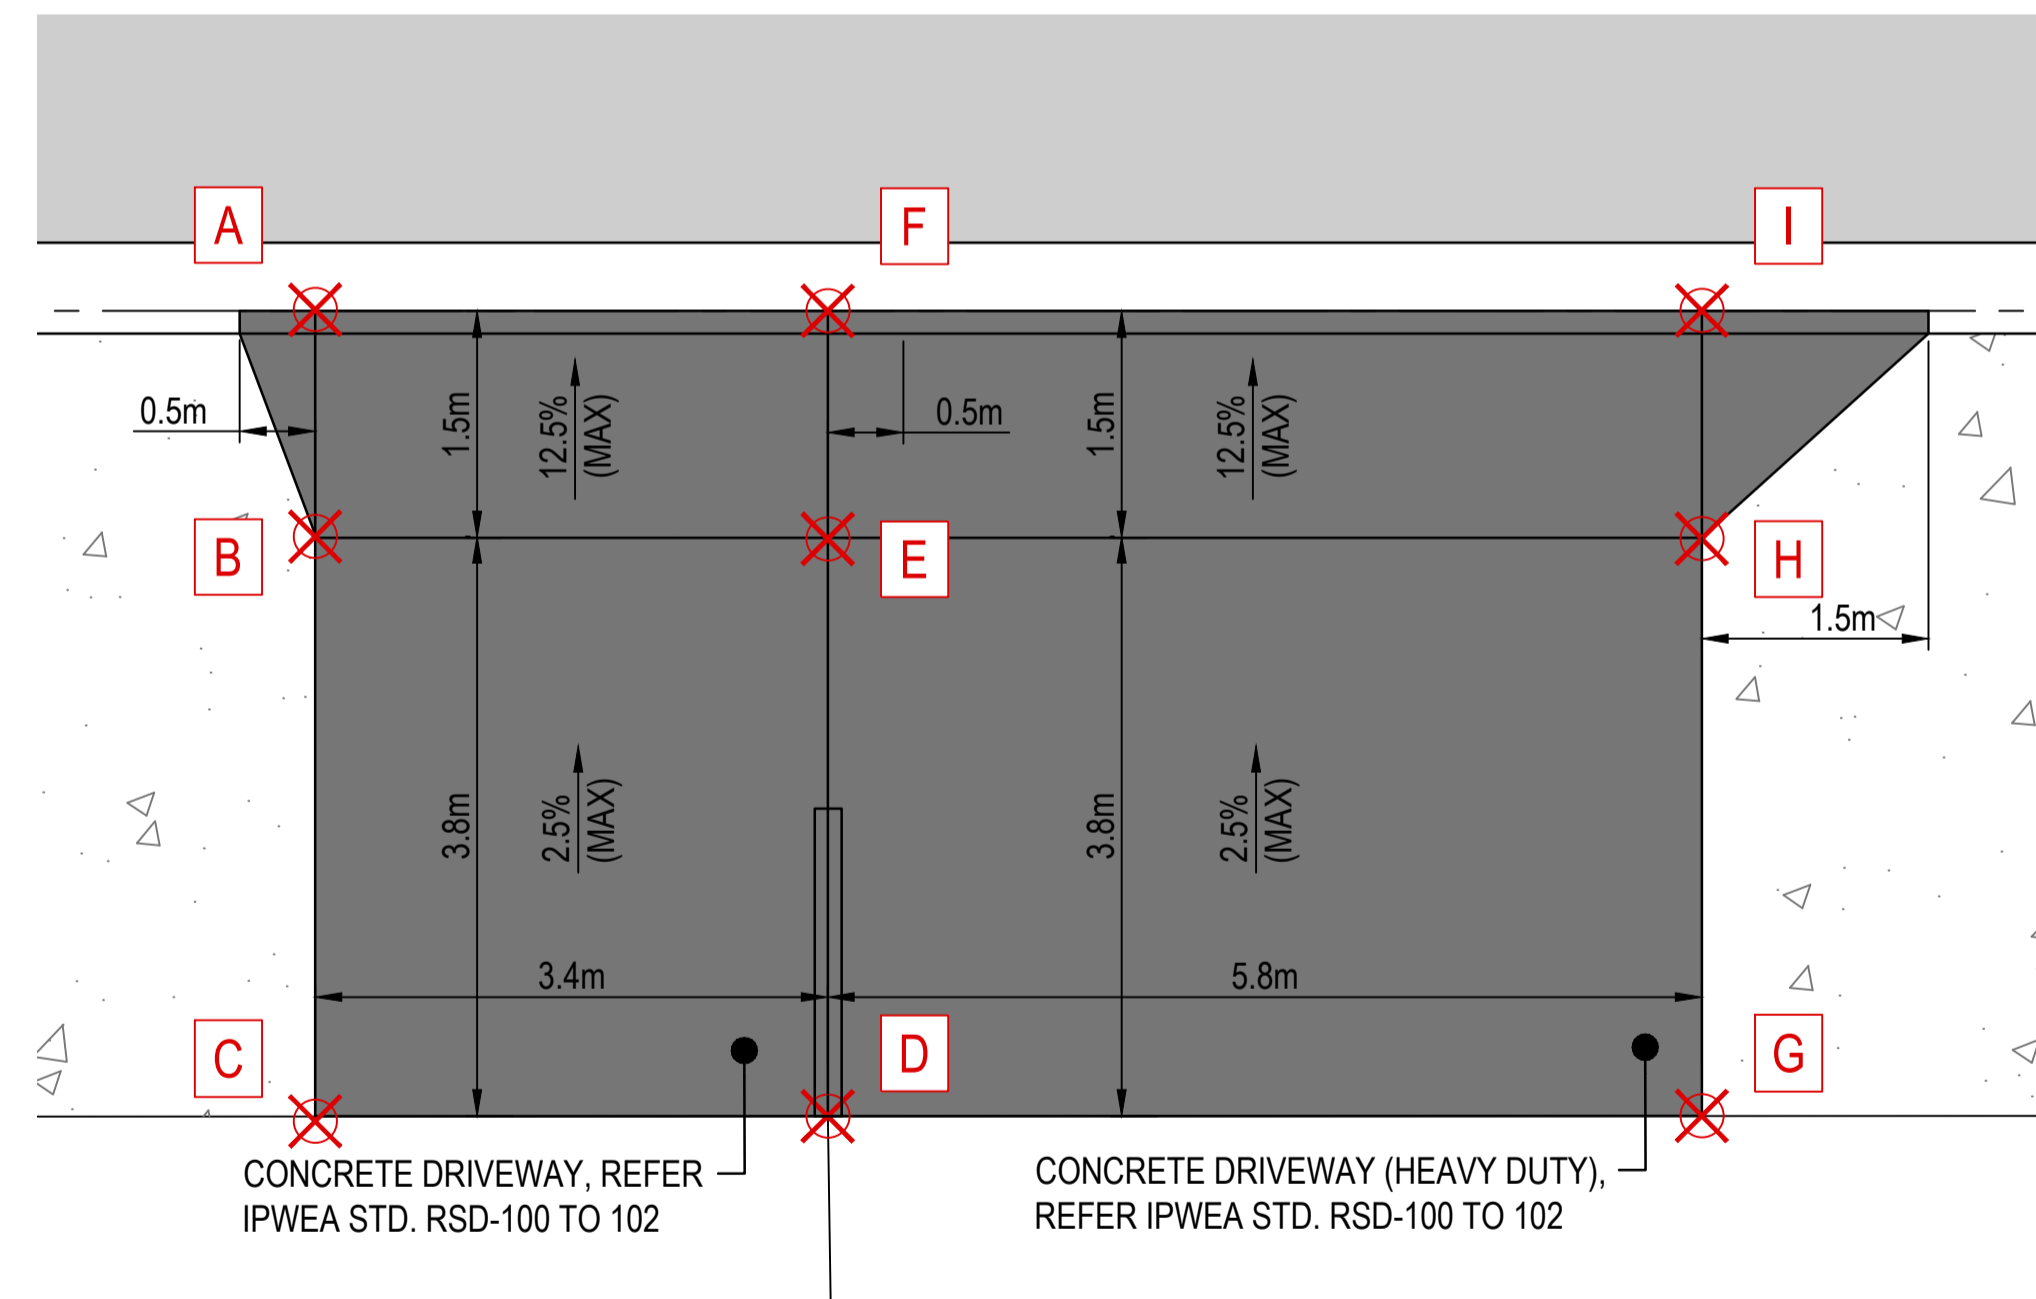 A
F
I
0.5m
1.5m
12.5%
(MAX)
0.5m
1.5m
12.5%
(MAX)
B
E
H
1.5m
3.8m
2.5%
(MAX)
3.8m
2.5%
(MAX)
3.4m
5.8m
C
D
G
CONCRETE DRIVEWAY, REFER
IPWEA STD. RSD-100 TO 102
CONCRETE DRIVEWAY (HEAVY DUTY),
REFER IPWEA STD. RSD-100 TO 102